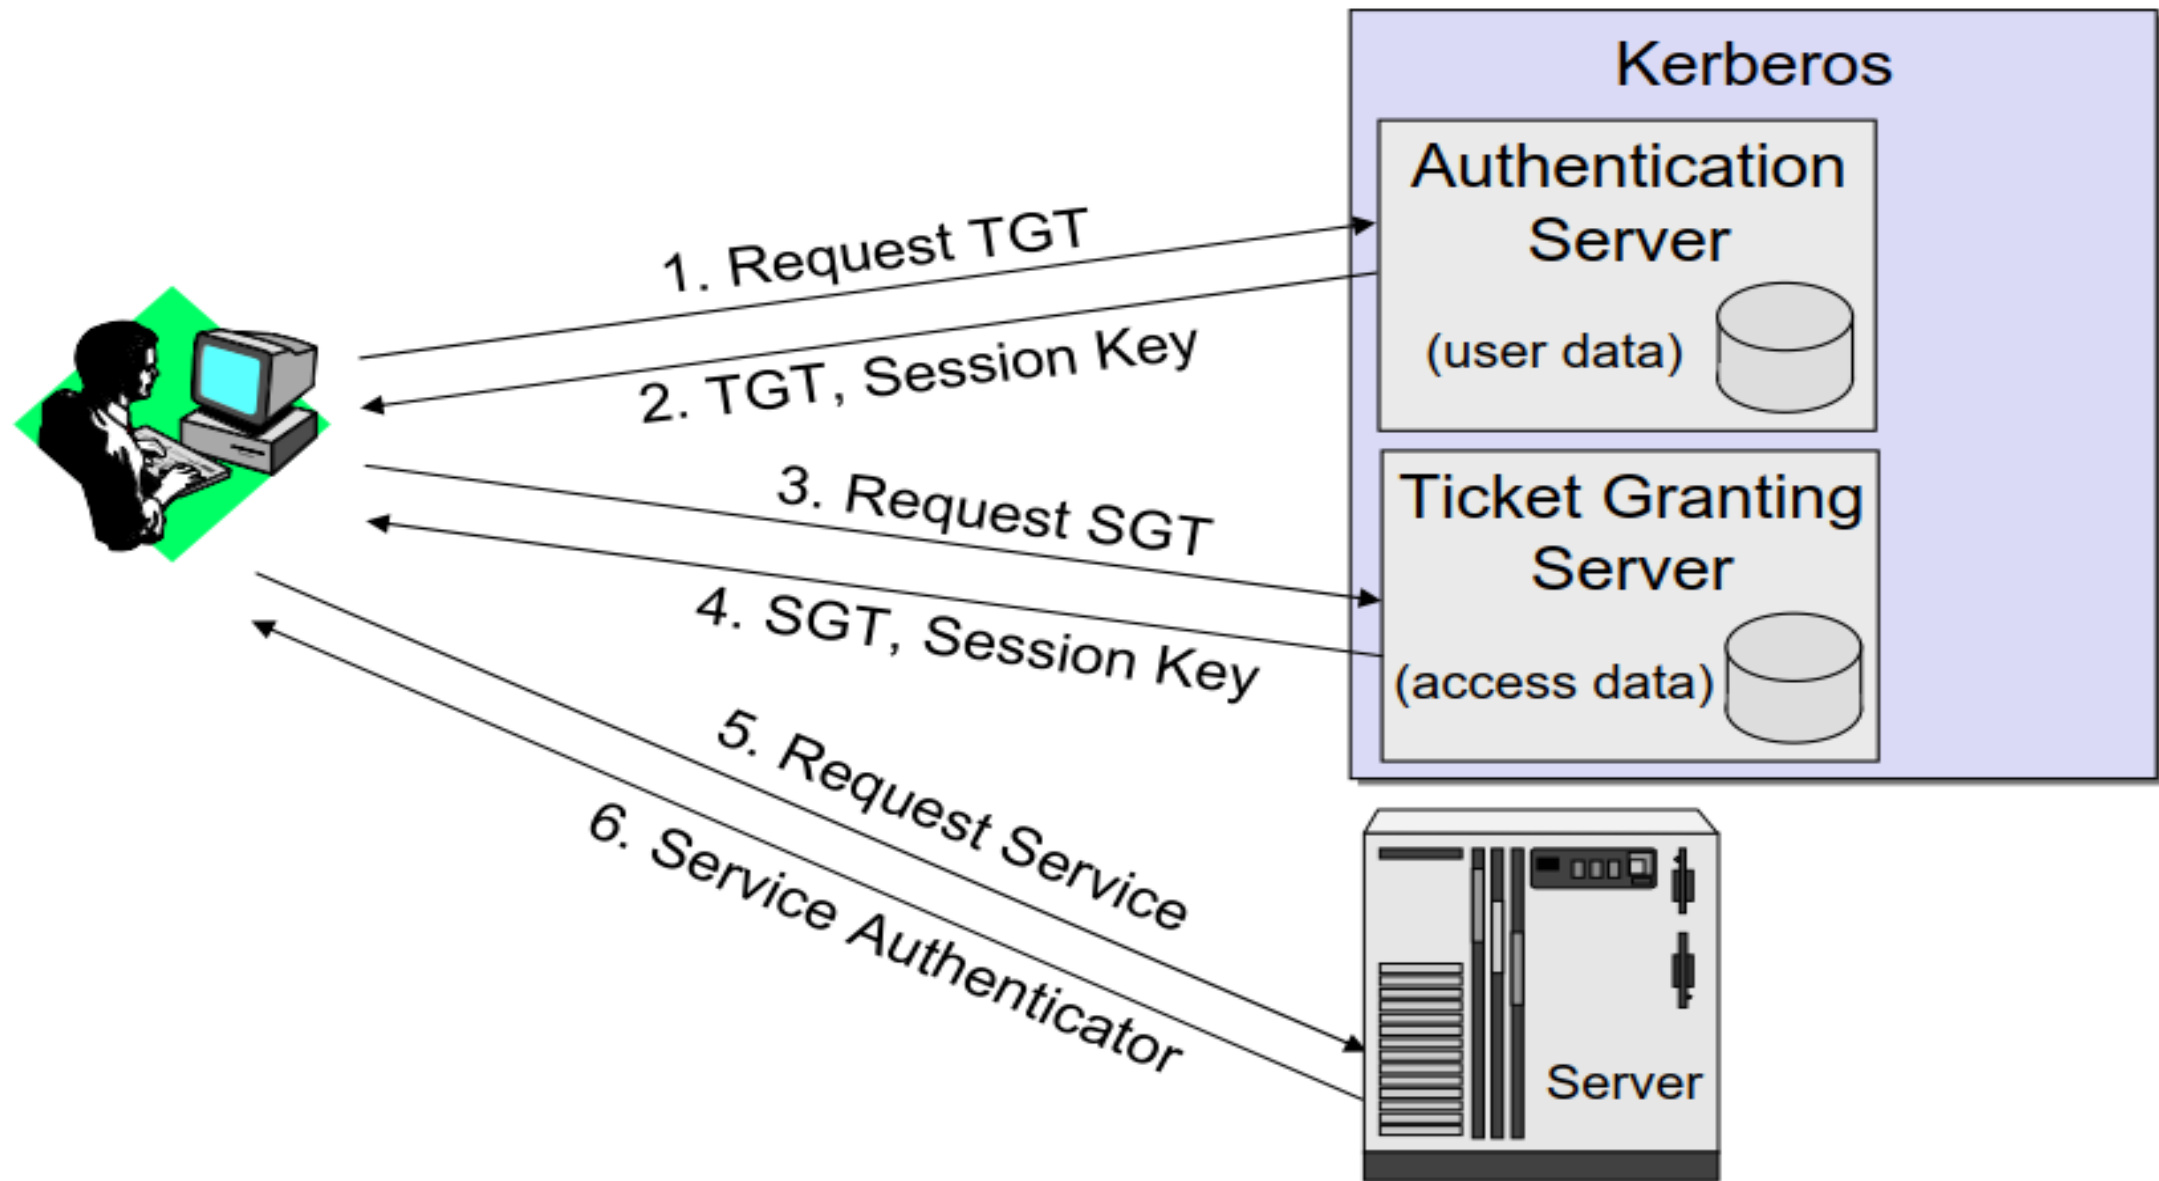 Kerberos
Authentication
Server
(user data)
1. Request TGT
2. TGT, Session Key
Ticket Granting
Server
(access data)
3. Request SGT
4. SGT, Session Key
5. Request Service
6. Service Authenticator
Server